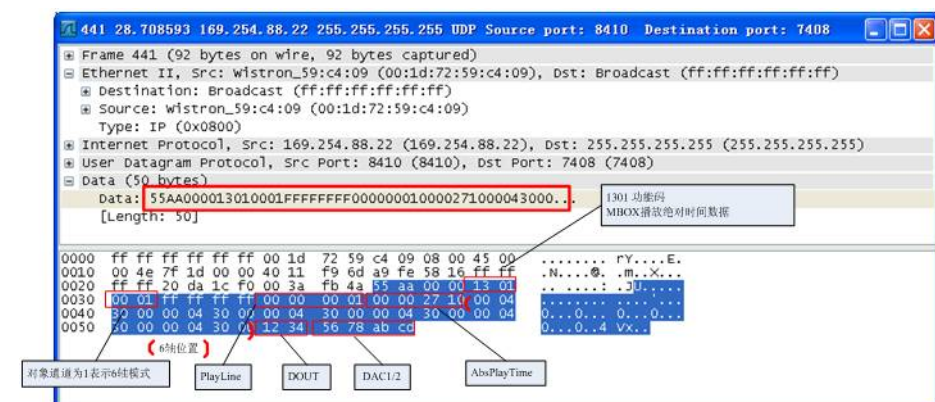 441 28.708593 169.254.88.22 255.255.255.255 UDP Source port: 8410 Destination port: 7408
Frame 441 (92 bytes on wire, 92 bytes captured)
Ethernet II, Src: Wistron_59:c4:09 (00:1d:72:59:c4:09), Dst: Broadcast (ff:ff:ff:ff:ff:ff)
Destination: Broadcast (ff:ff:ff:ff:ff:ff)
Source: Wistron_59:c4:09 (00:1d:72:59:c4:09)
Type: IP (0x0800)
Internet Protocol, Src: 169.254.88.22 (169.254.88.22), Dst: 255.255.255.255 (255.255.255.255)
User Datagram Protocol, Src Port: 8410 (8410), Dst Port: 7408 (7408)
Data (50 bytes)
Data: 55AA000013010001FFFFFFFF000000010000271000043000...
[Length: 50]
1301 功能码
MBOX播放绝对时间数据
0000 ff ff ff ff ff ff 00 1d 72 59 c4 09 08 00 45 00 ........ rY....E.
0010 00 4e 7f 1d 00 00 40 11 f9 6d a9 fe 58 16 ff ff .N....@. .m..X...
0020 ff ff 20 da 1c f0 00 3a fb 4a 55 aa 00 00 13 01 .. ....: .JU.....
0030 00 01 ff ff ff ff 00 00 00 01 00 00 27 10 00 04 ........ ....'...
0040 30 00 00 04 30 00 00 04 30 00 00 04 30 00 00 04 0...0... 0...0...
0050 30 00 00 04 30 00 12 34 56 78 ab cd 0...0..4 Vx..
(6轴位置)
对象道道为1表示6轴模式
PlayLine
DOUT
DAC1/2
AbsPlayTime